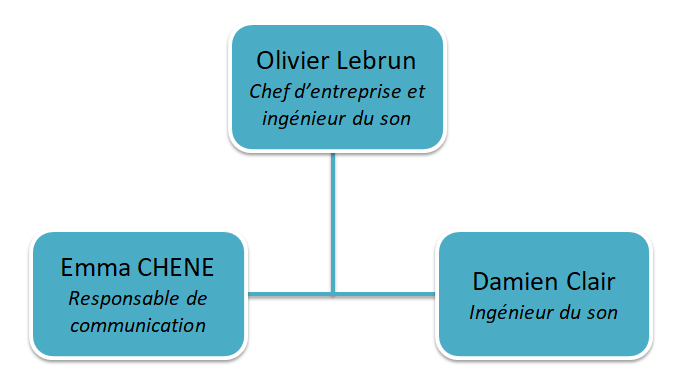 Olivier Lebrun
Chef d’entreprise et
ingénieur du son
Emma CHENE
Responsable de
communication
Damien Clair
Ingénieur du son